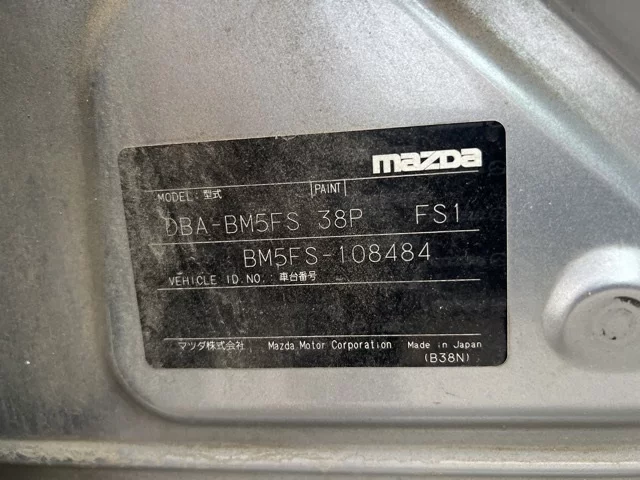 mazda
MODEL. 型式 PAINT
DBA-BM5FS 38P FS1
BM5FS-108484
VEHICLE ID.NO. 車台番号
マツダ株式会社 Mazda Motor Corporation Made in Japan
(B38N)